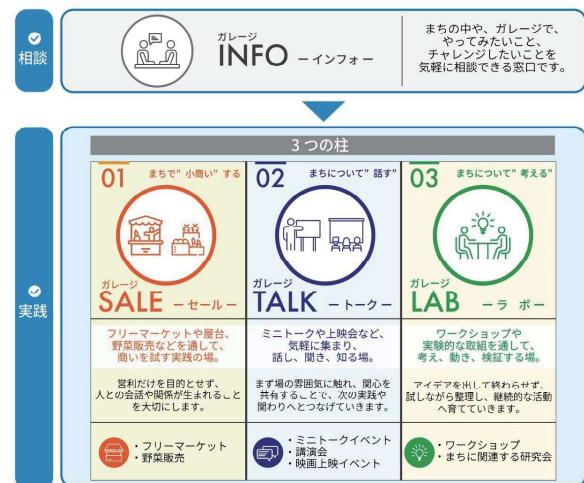 相談
ガレージ
INFO －インフォ－
まちの中や、ガレージで、
やってみたいこと、
チャレンジしたいことを
気軽に相談できる窓口です。
実践
3つの柱
01 まちで”小商い”する
ガレージ
SALE －セール－
フリーマーケットや屋台、
野菜販売などを通して、
商いを試す実践の場。
営利だけを目的とせず、
人との会話や関係が生まれること
を大切にします。
・フリーマーケット
・野菜販売
02 まちについて”話す”
ガレージ
TALK －トーク－
ミニトークや上映会など、
気軽に集まり、
話し、聞き、知る場。
まず場の雰囲気に触れ、関心を
共有することで、次の実践や
関わりへとつなげていきます。
・ミニトークイベント
・講演会
・映画上映イベント
03 まちについて”考える”
ガレージ
LAB －ラボ－
ワークショップや
実験的な取組を通して、
考え、動き、検証する場。
アイデアを出して終わらせず、
試しながら整理し、継続的な活動
へ育てていきます。
・ワークショップ
・まちに関連する研究会